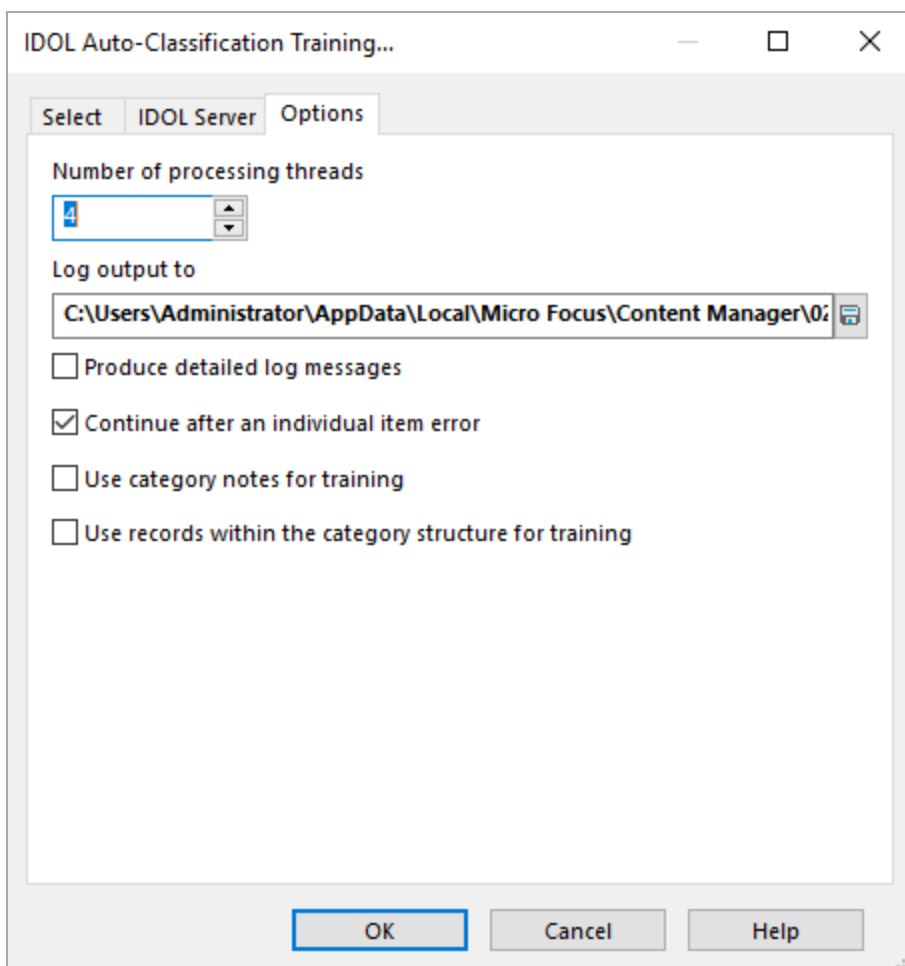 IDOL Auto-Classification Training...
Select IDOL Server Options
Number of processing threads
4
Log output to
C:\Users\Administrator\AppData\Local\Micro Focus\Content Manager\02
Produce detailed log messages
Continue after an individual item error
Use category notes for training
Use records within the category structure for training
OK Cancel Help